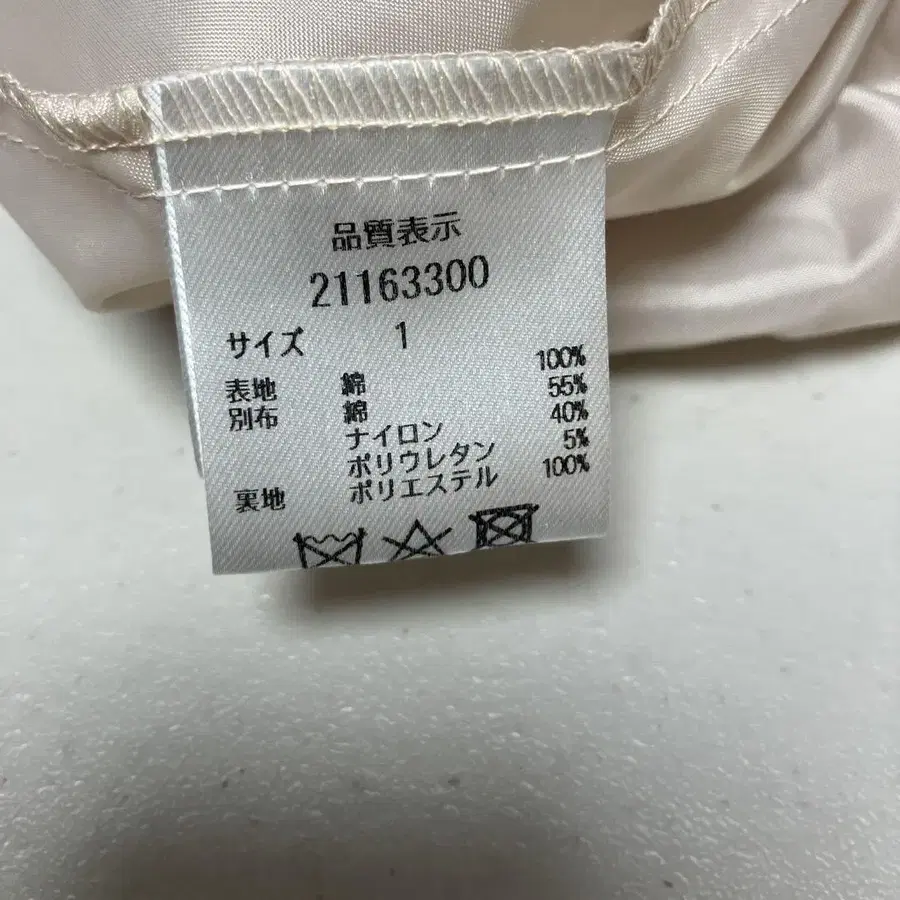 品質表示
21163300
サイズ 1
表地 綿 100%
別布 綿 55%
ナイロン 40%
ポリウレタン 5%
裏地 ポリエステル 100%